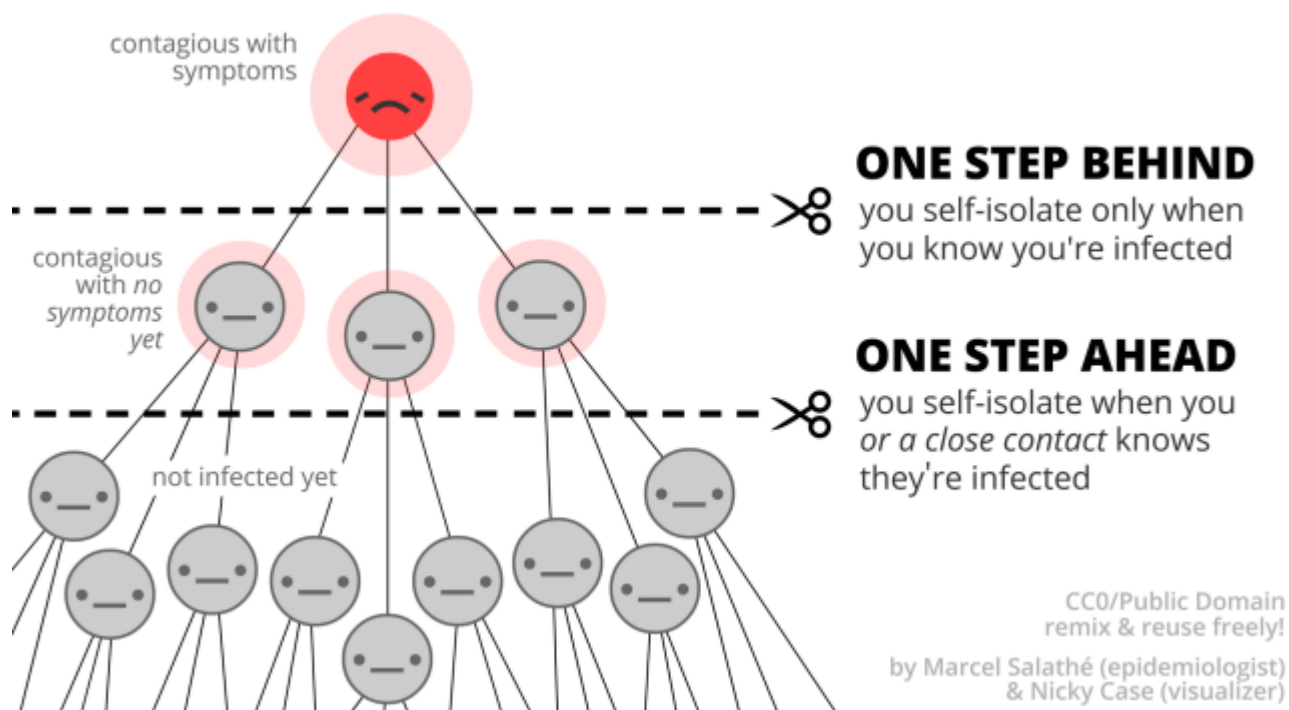 contagious with
symptoms
ONE STEP BEHIND
you self-isolate only when
you know you're infected
contagious
with no
symptoms
yet
ONE STEP AHEAD
you self-isolate when you
or a close contact knows
they're infected
not infected yet
CC0/Public Domain
remix & reuse freely!
by Marcel Salathé (epidemiologist)
& Nicky Case (visualizer)